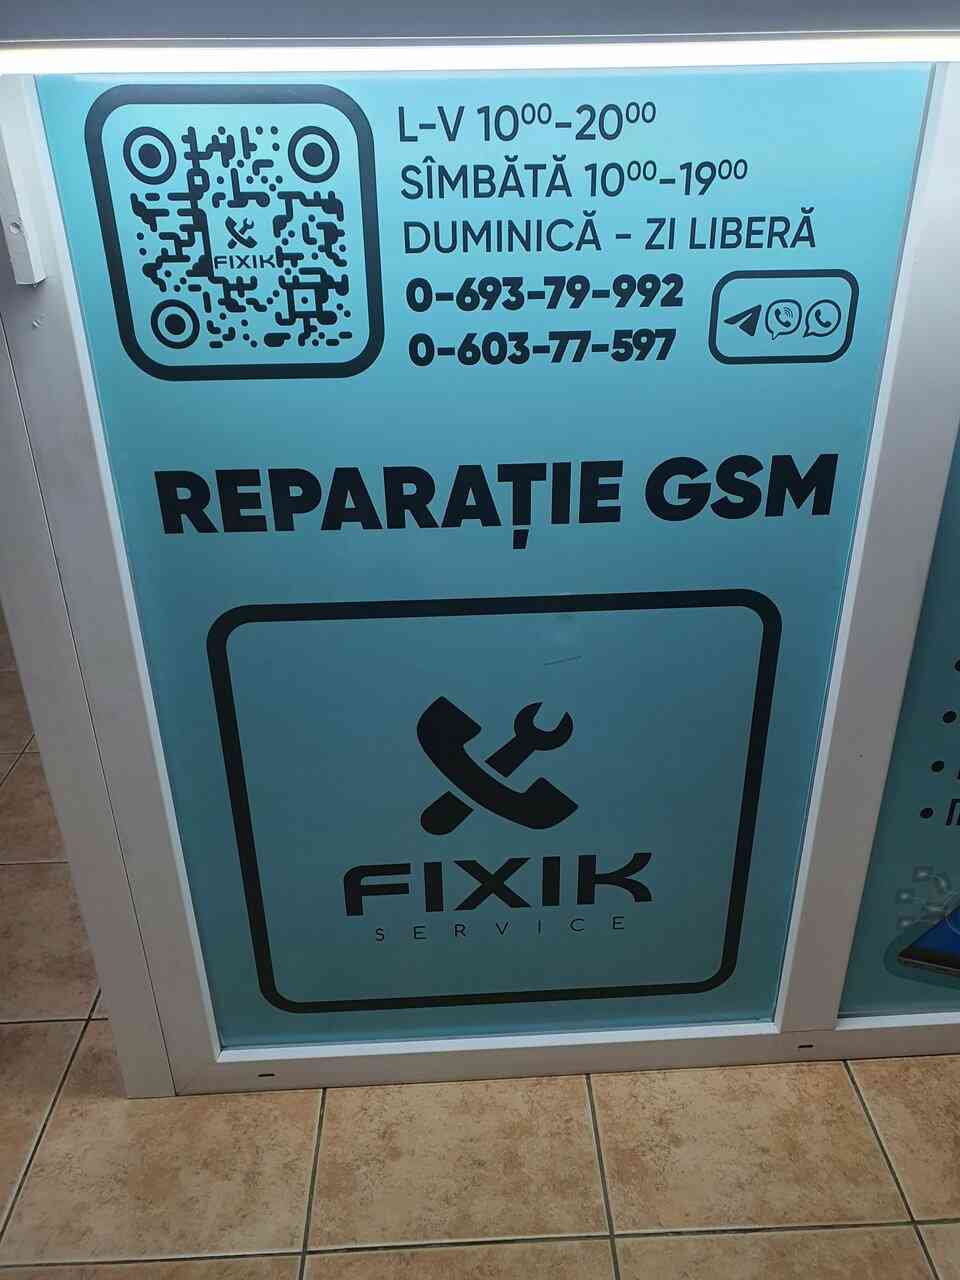 FIXIK
L-V 10⁰⁰-20⁰⁰
SÎMBĂTĂ 10⁰⁰-19⁰⁰
DUMINICĂ - ZI LIBERĂ
0-693-79-992
0-603-77-597
REPARAȚIE GSM
FIXIK
SERVICE